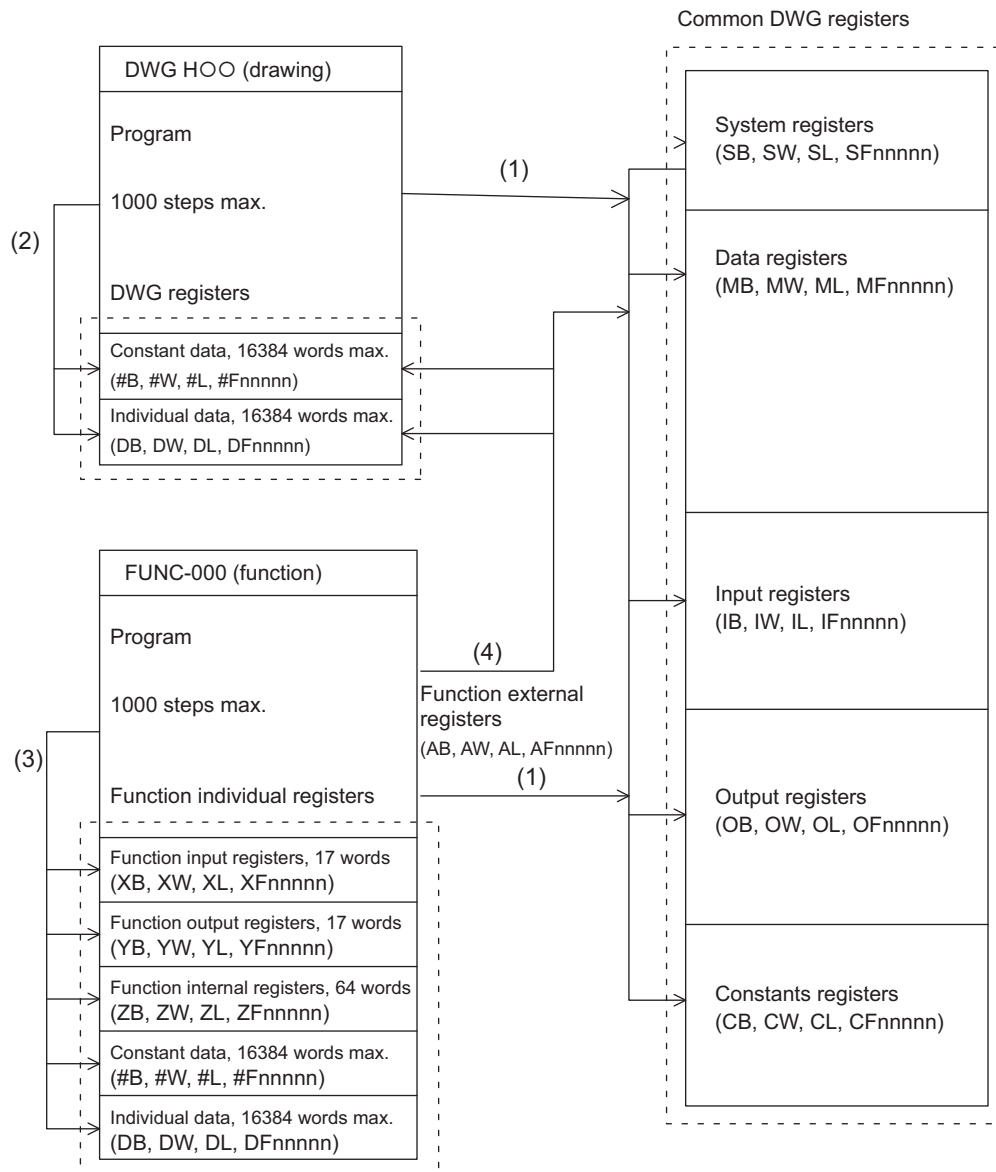 Common DWG registers
DWG H○○ (drawing)
Program
1000 steps max.
DWG registers
Constant data, 16384 words max.
(#B, #W, #L, #Fnnnnn)
Individual data, 16384 words max.
(DB, DW, DL, DFnnnnn)
(1)
(2)
System registers
(SB, SW, SL, SFnnnnn)
Data registers
(MB, MW, ML, MFnnnnn)
Input registers
(IB, IW, IL, IFnnnnn)
Output registers
(OB, OW, OL, OFnnnnn)
Constants registers
(CB, CW, CL, CFnnnnn)
FUNC-000 (function)
Program
1000 steps max.
Function individual registers
(4)
Function external
registers
(AB, AW, AL, AFnnnnn)
(1)
(3)
Function input registers, 17 words
(XB, XW, XL, XFnnnnn)
Function output registers, 17 words
(YB, YW, YL, YFnnnnn)
Function internal registers, 64 words
(ZB, ZW, ZL, ZFnnnnn)
Constant data, 16384 words max.
(#B, #W, #L, #Fnnnnn)
Individual data, 16384 words max.
(DB, DW, DL, DFnnnnn)